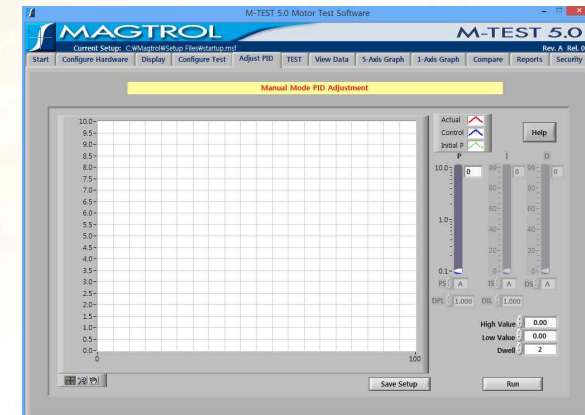 M-TEST 5.0 Motor Test Software
MAGTROL
M-TEST 5.0
Current Setup: C:₩Magtrol₩Setup Files₩startup.msf
Rev. A Rel. 0
Start Configure Hardware Display Configure Test Adjust PID TEST View Data 5-Axis Graph 1-Axis Graph Compare Reports Security
Manual Mode PID Adjustment
Actual
Control
Initial P
Help
10.0
9.5
9.0
8.5
8.0
7.5
7.0
6.5
6.0
5.5
5.0
4.5
4.0
3.5
3.0
2.5
2.0
1.5
1.0
0.5
0.0
0 100
P I D
10.0 0 99 0 99 0
80 80
60 60
1.0
40 40
20 20
0.1 0 0
PS A IS A DS A
DPL 1.000 DIL 1.000
High Value 0.00
Low Value 0.00
Dwell 2
Save Setup Run